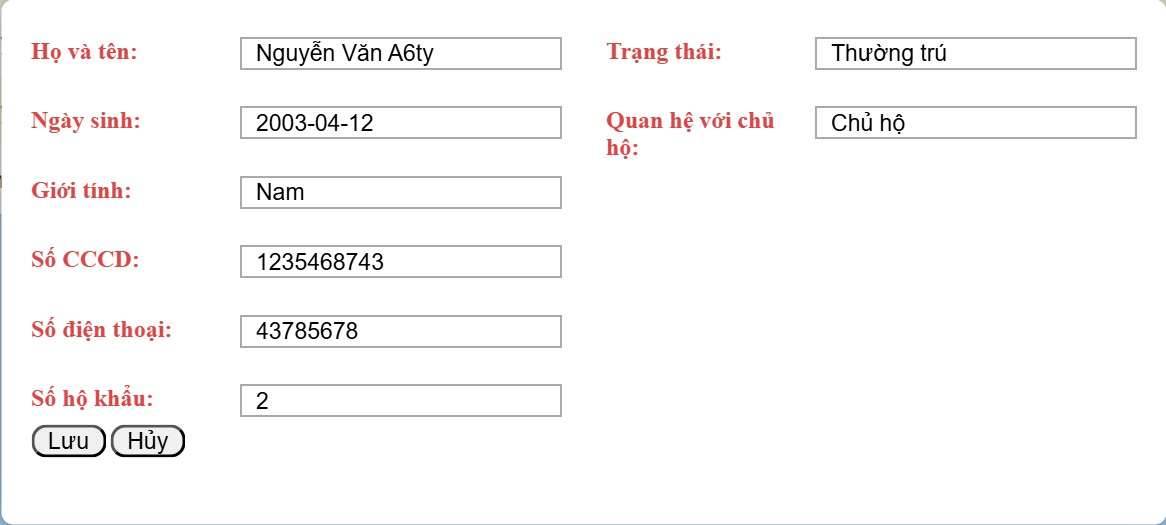 Họ và tên: Nguyễn Văn A6ty Trạng thái: Thường trú
Ngày sinh: 2003-04-12 Quan hệ với chủ Chủ hộ
hộ:
Giới tính: Nam
Số CCCD: 1235468743
Số điện thoại: 43785678
Số hộ khẩu: 2
Lưu Hủy